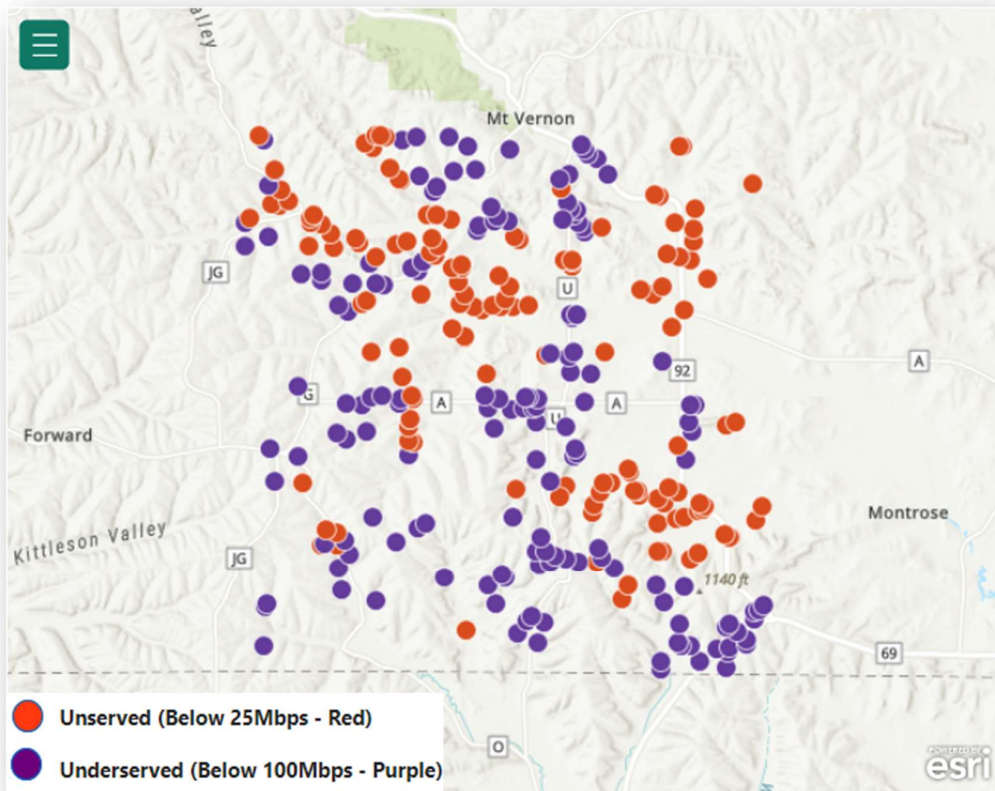 alley
Mt Vernon
JG
U
92
A
G
A
A
U
Forward
Montrose
Kittleson Valley
JG
1140 ft
69
Unserved (Below 25Mbps - Red)
O
Underserved (Below 100Mbps - Purple)
POWERED BY
esri